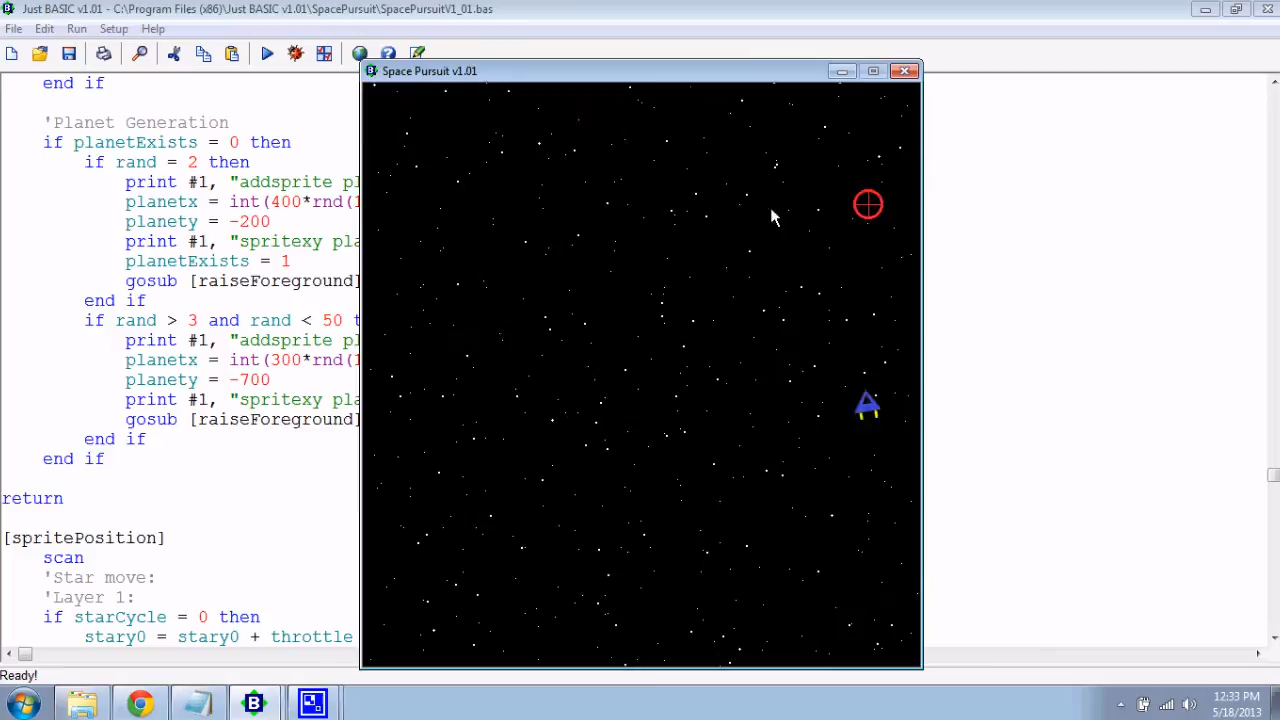 Just BASIC v1.01 - C:\Program Files (x86)\Just BASIC v1.01\SpacePursuit\SpacePursuitV1_01.bas
File Edit Run Setup Help
Space Pursuit v1.01
end if
'Planet Generation
if planetExists = 0 then
if rand = 2 then
print #1, "addsprite pl
planetx = int(400*rnd(1
planety = -200
print #1, "spritexy pla
planetExists = 1
gosub [raiseForeground]
end if
if rand > 3 and rand < 50 t
print #1, "addsprite pl
planetx = int(300*rnd(1
planety = -700
print #1, "spritexy pla
gosub [raiseForeground]
end if
end if
return
[spritePosition]
scan
'Star move:
'Layer 1:
if starCycle = 0 then
stary0 = stary0 + throttle
Ready!
12:33 PM
5/18/2013